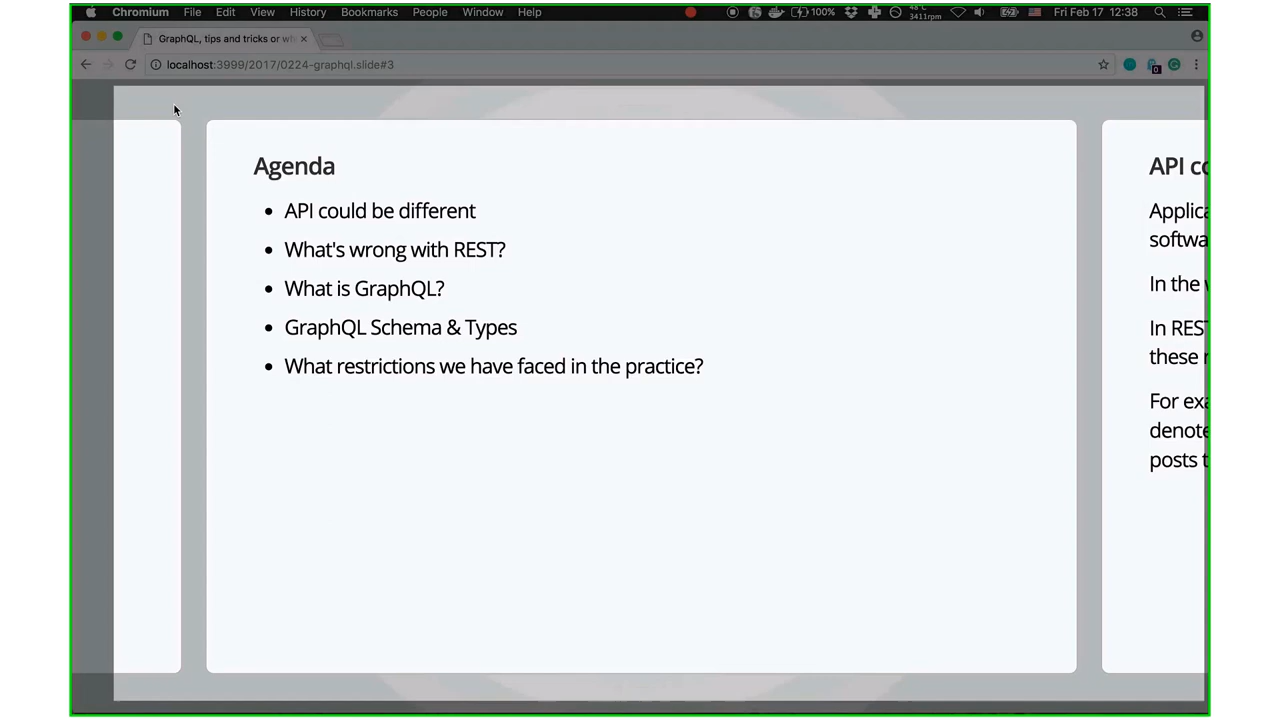 Chromium File Edit View History Bookmarks People Window Help 100% 48°C 3411rpm Fri Feb 17 12:38
GraphQL, tips and tricks or
localhost:3999/2017/0224-graphql.slide#3
Agenda
API could be different
What's wrong with REST?
What is GraphQL?
GraphQL Schema & Types
What restrictions we have faced in the practice?
API
softwa
In the
In REST
these
For
denote
posts